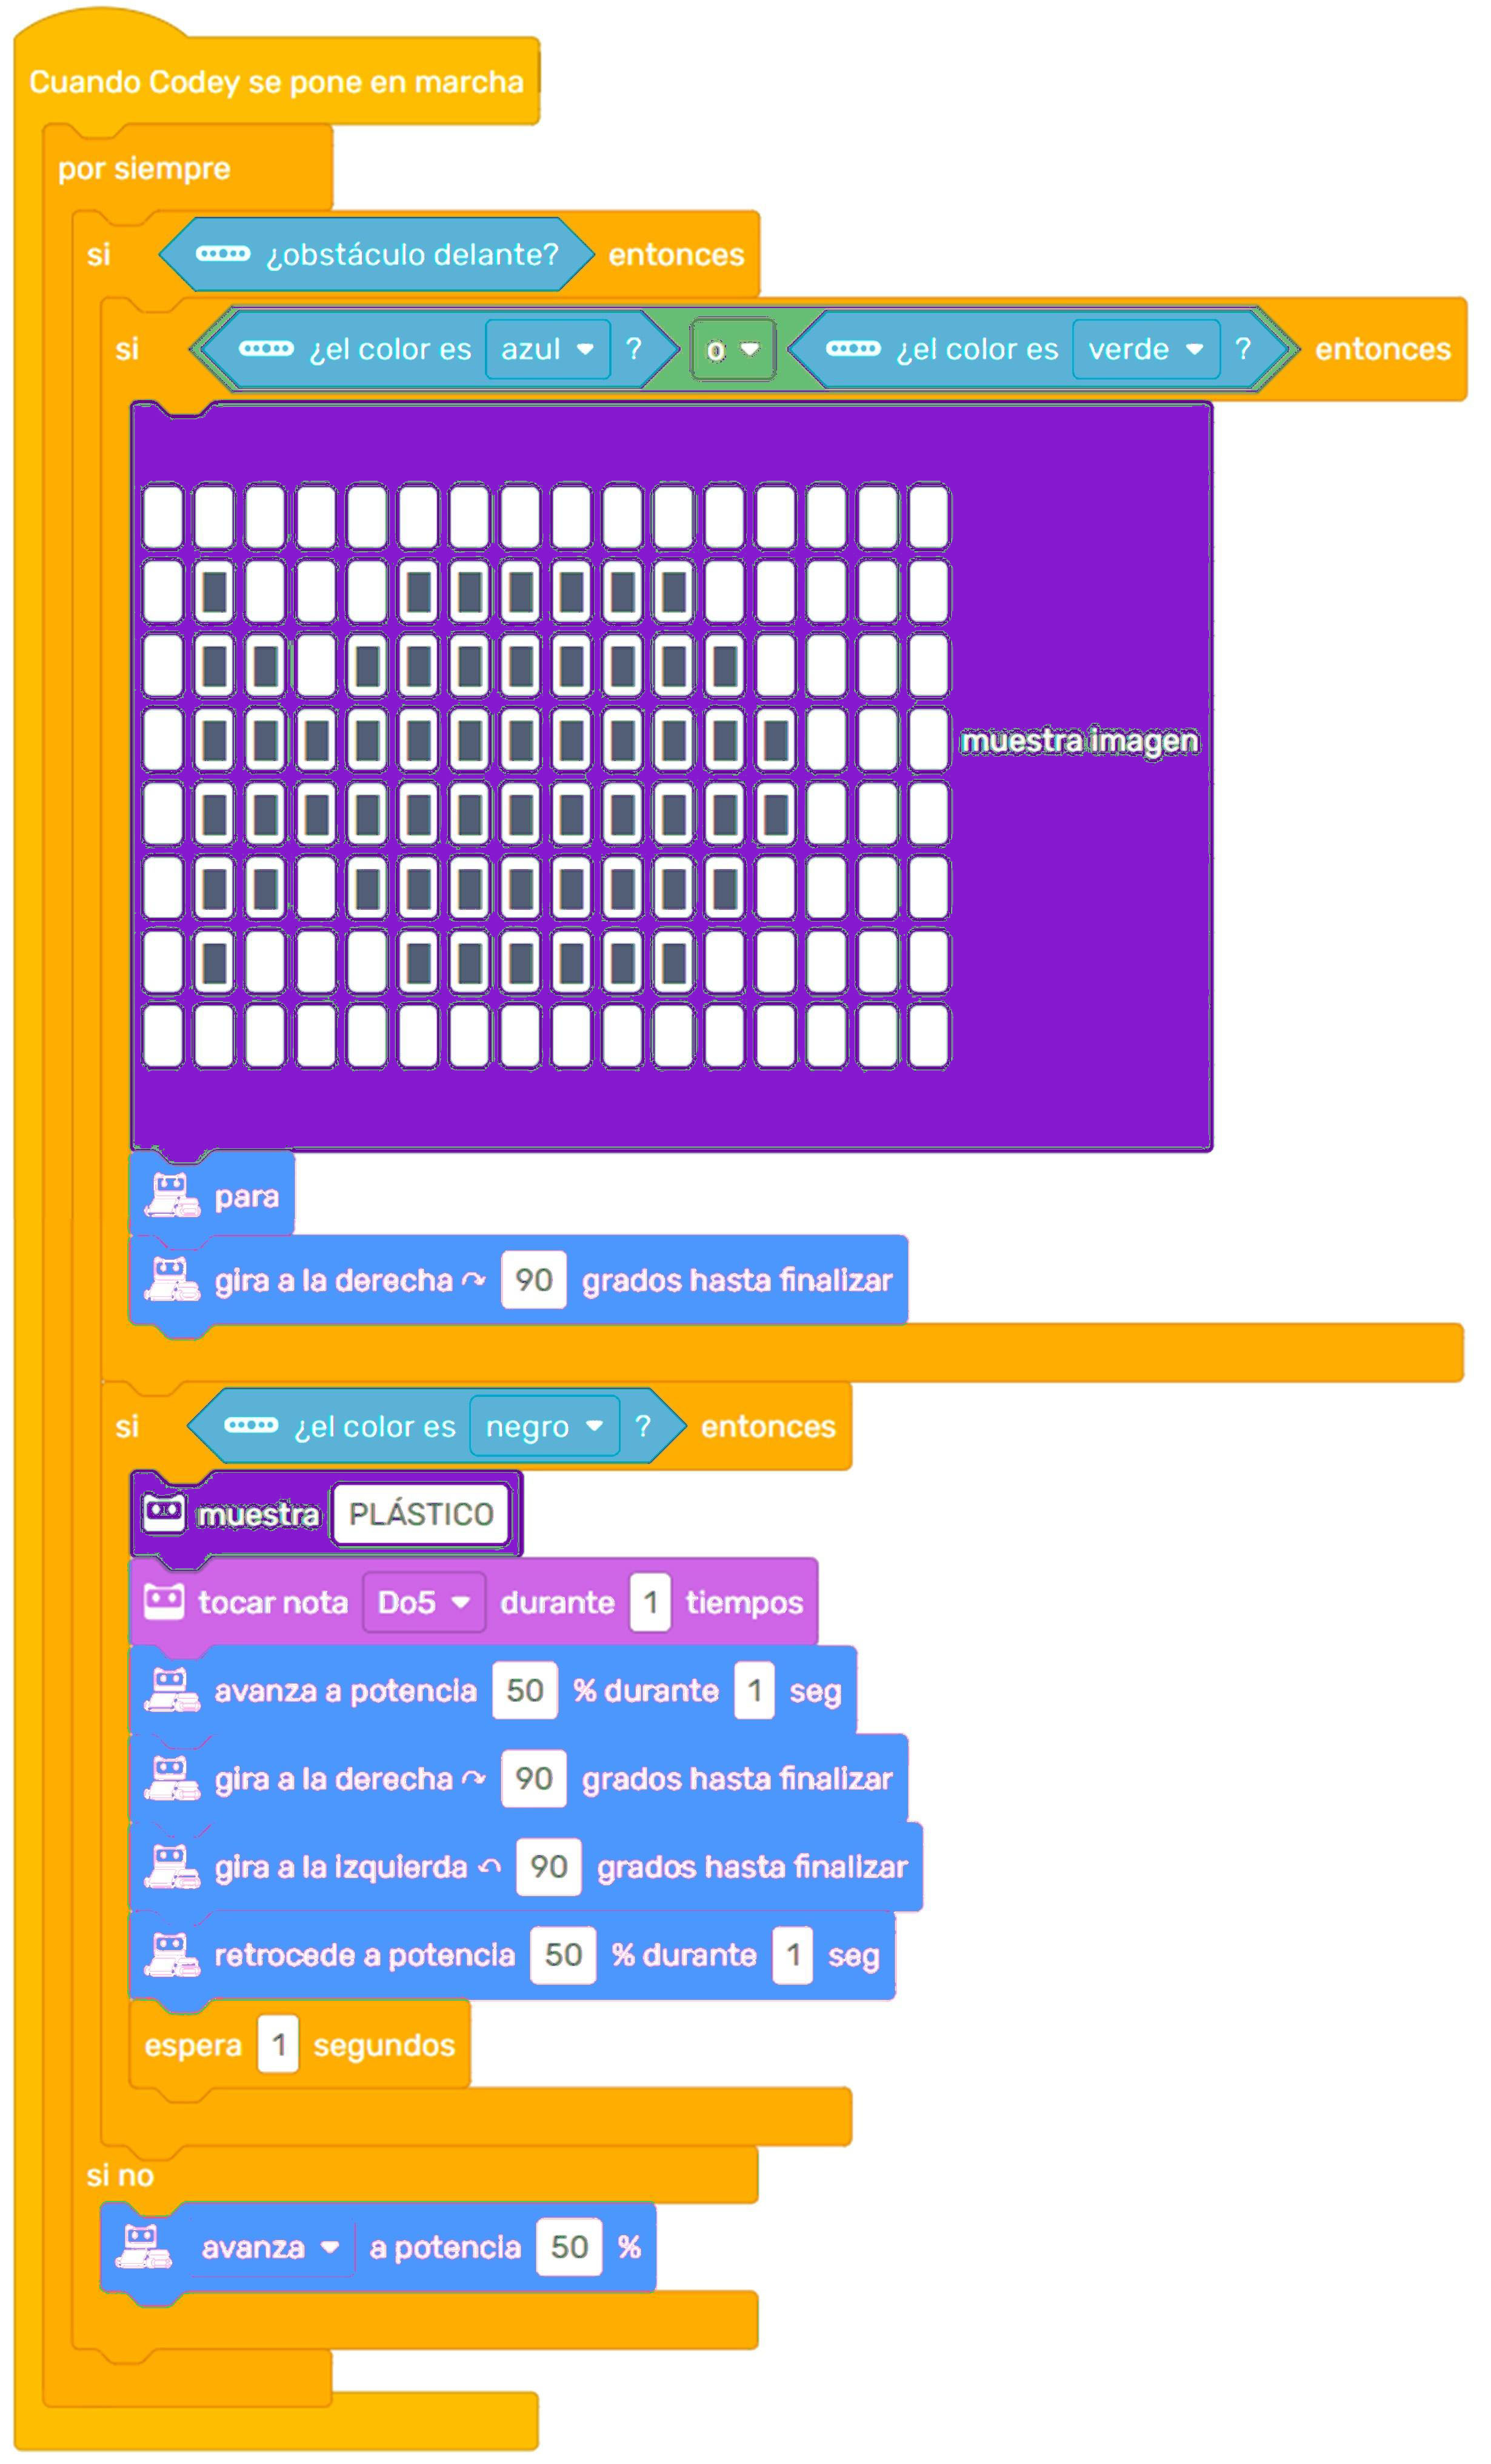 Cuando Codey se pone en marcha
por siempre
si ¿obstáculo delante? entonces
si ¿el color es azul ? o ¿el color es verde ? entonces
muestra imagen
para
gira a la derecha 90 grados hasta finalizar
si ¿el color es negro ? entonces
muestra PLÁSTICO
tocar nota Do5 durante 1 tiempos
avanza a potencia 50 % durante 1 seg
gira a la derecha 90 grados hasta finalizar
gira a la izquierda 90 grados hasta finalizar
retrocede a potencia 50 % durante 1 seg
espera 1 segundos
si no
avanza a potencia 50 %